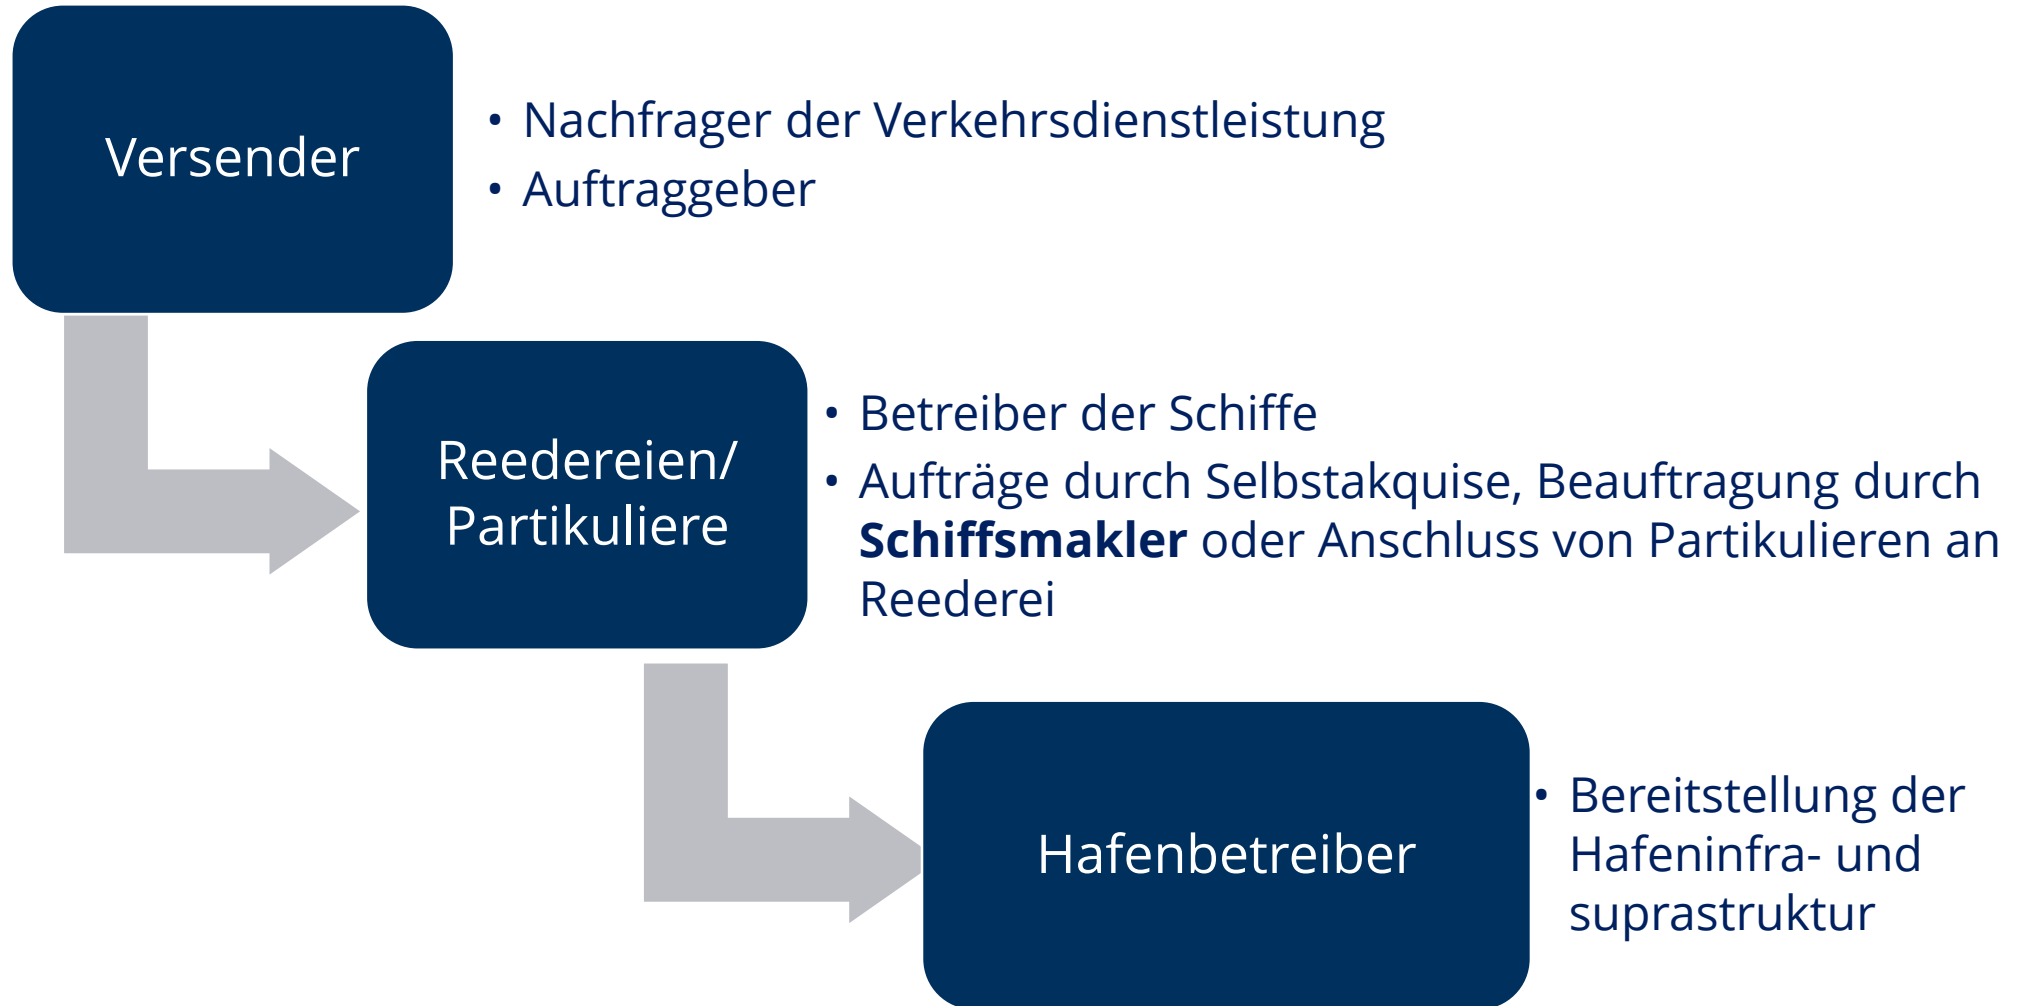 Versender
• Nachfrager der Verkehrsdienstleistung
• Auftraggeber
Reedereien/
Partikuliere
• Betreiber der Schiffe
• Aufträge durch Selbstakquise, Beauftragung durch
Schiffsmakler oder Anschluss von Partikulieren an
Reederei
Hafenbetreiber
• Bereitstellung der
Hafeninfra- und
suprastruktur